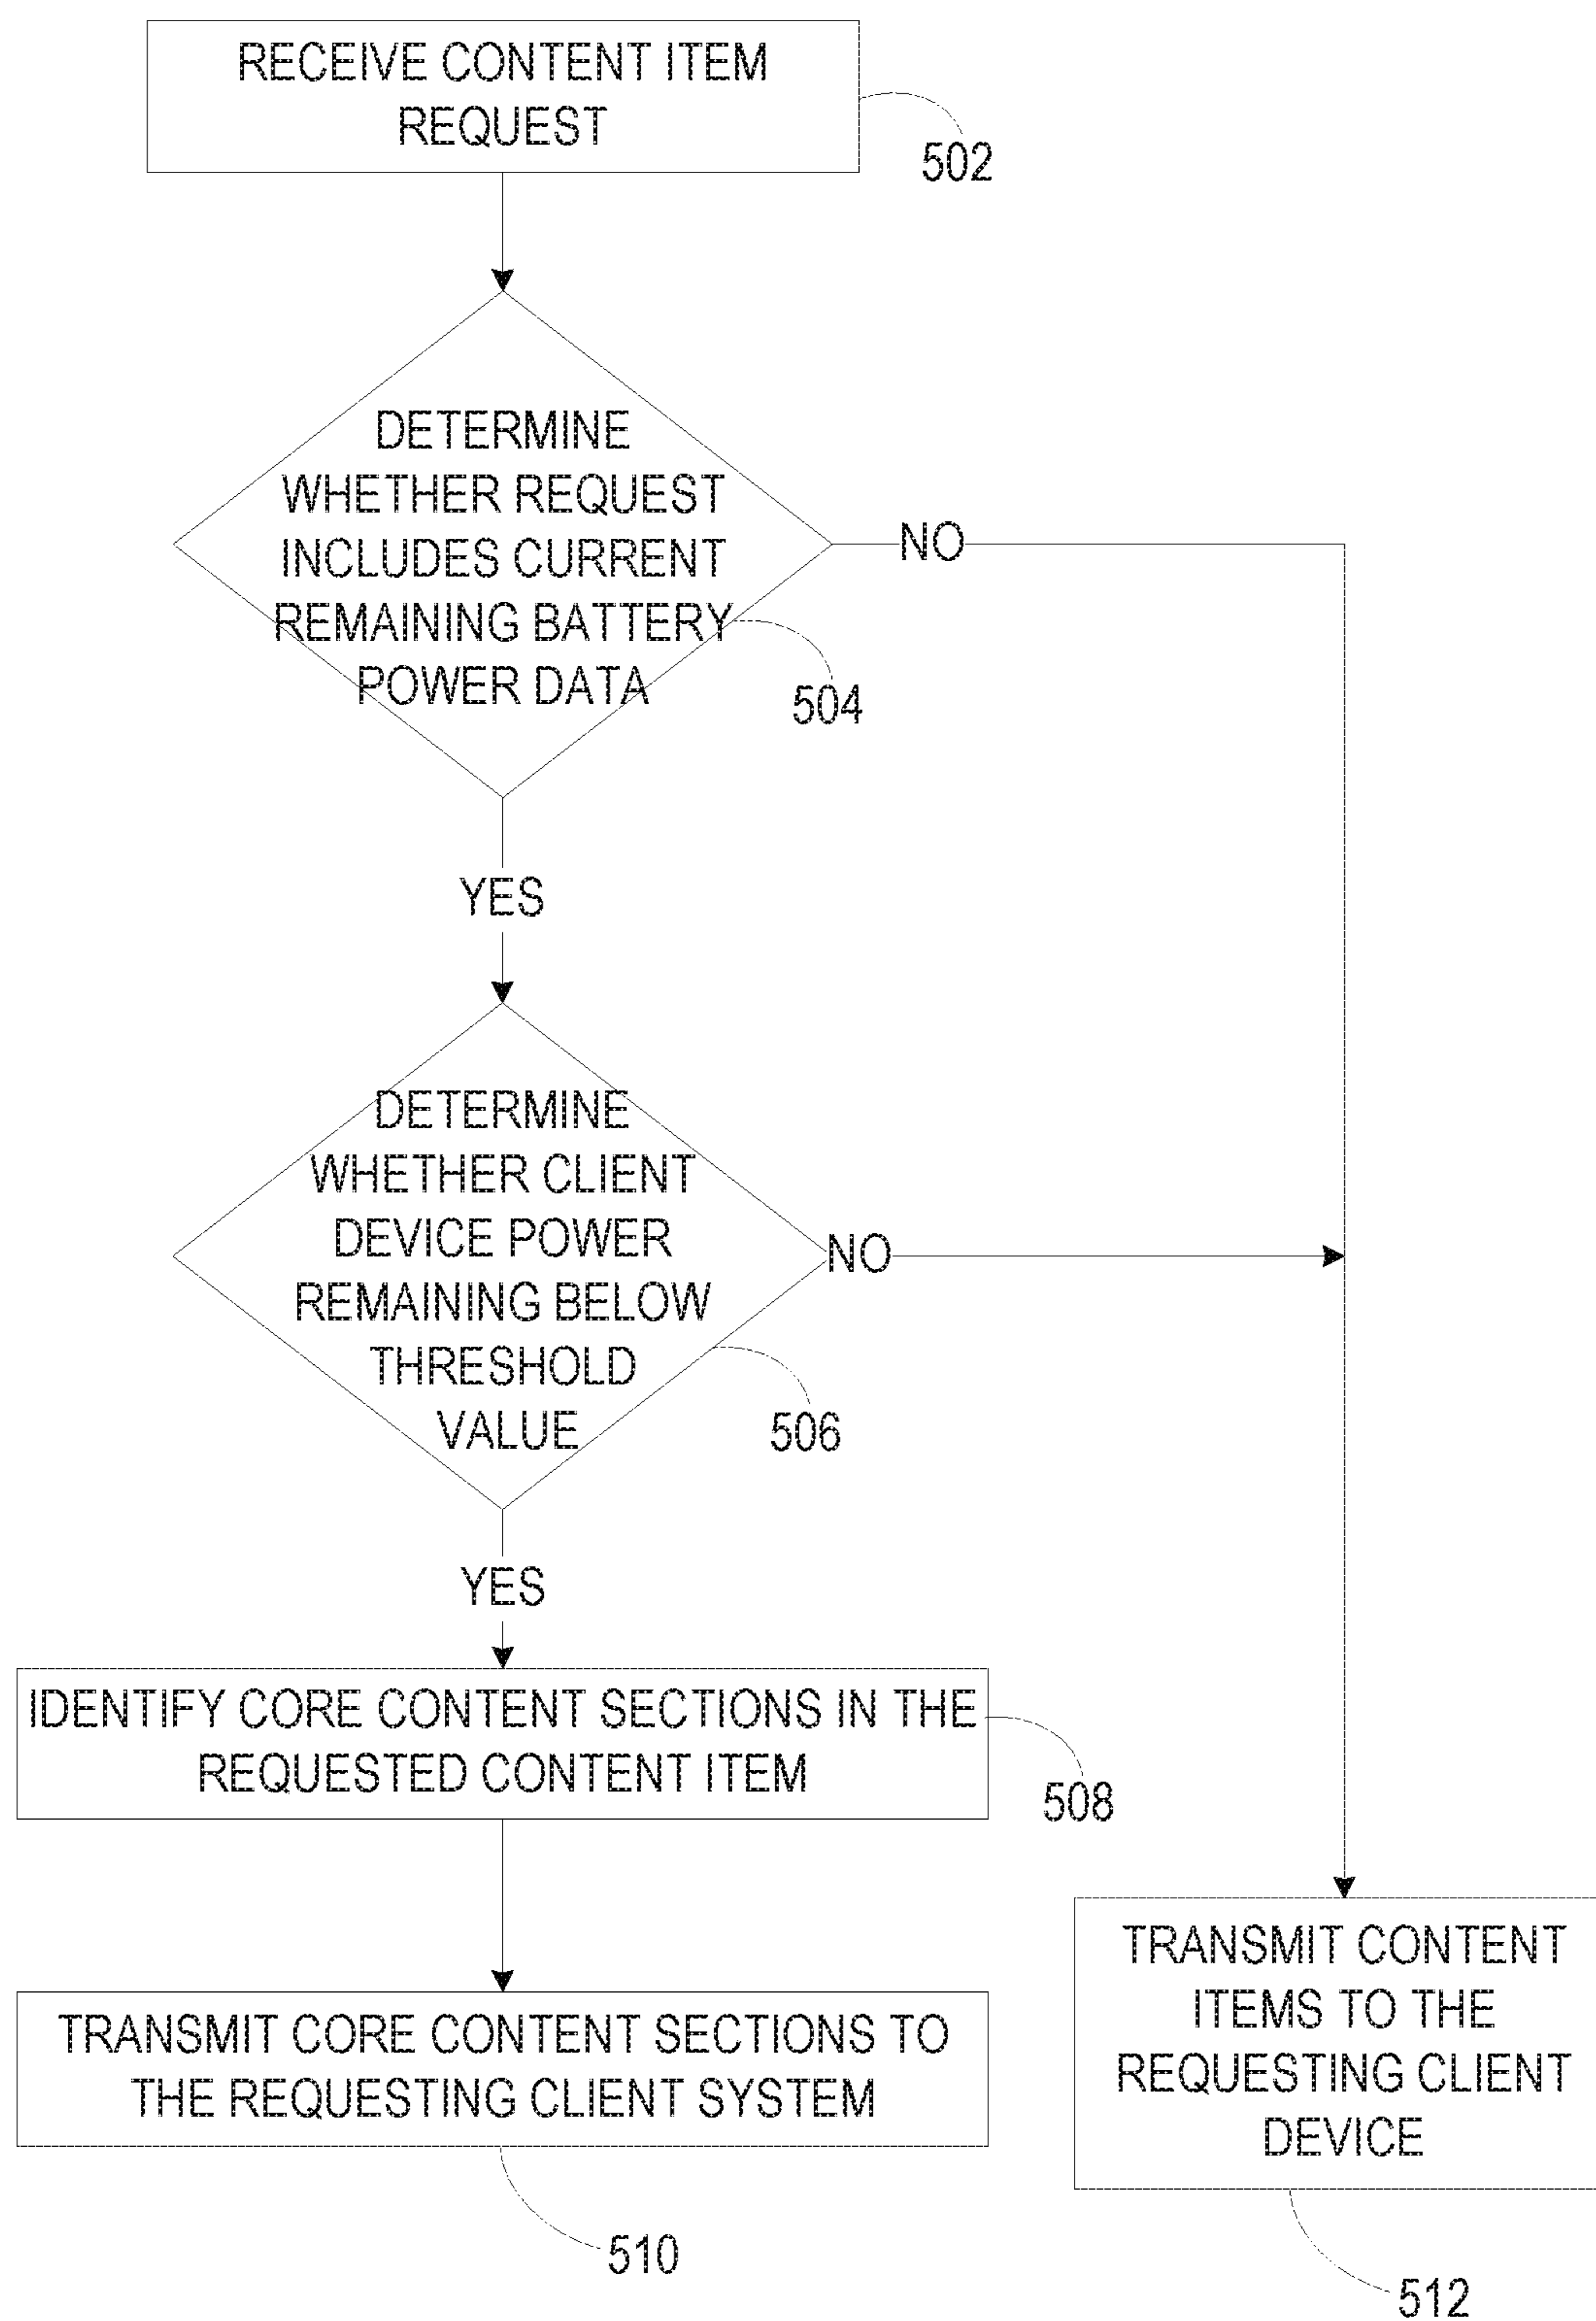 RECEIVE CONTENT ITEM
REQUEST
502
DETERMINE
WHETHER REQUEST
INCLUDES CURRENT
REMAINING BATTERY
POWER DATA
NO
504
YES
DETERMINE
WHETHER CLIENT
DEVICE POWER
REMAINING BELOW
THRESHOLD
VALUE
NO
506
YES
IDENTIFY CORE CONTENT SECTIONS IN THE
REQUESTED CONTENT ITEM
508
TRANSMIT CORE CONTENT SECTIONS TO
THE REQUESTING CLIENT SYSTEM
510
TRANSMIT CONTENT
ITEMS TO THE
REQUESTING CLIENT
DEVICE
512